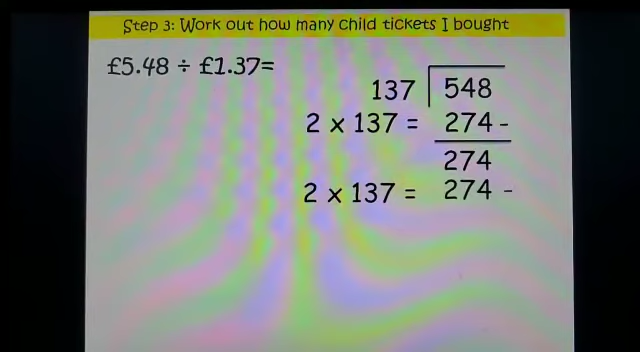 Step 3: Work out how many child tickets I bought
£5.48 ÷ £1.37=
137 548
2 x 137 = 274 -
274
2 x 137 = 274 -